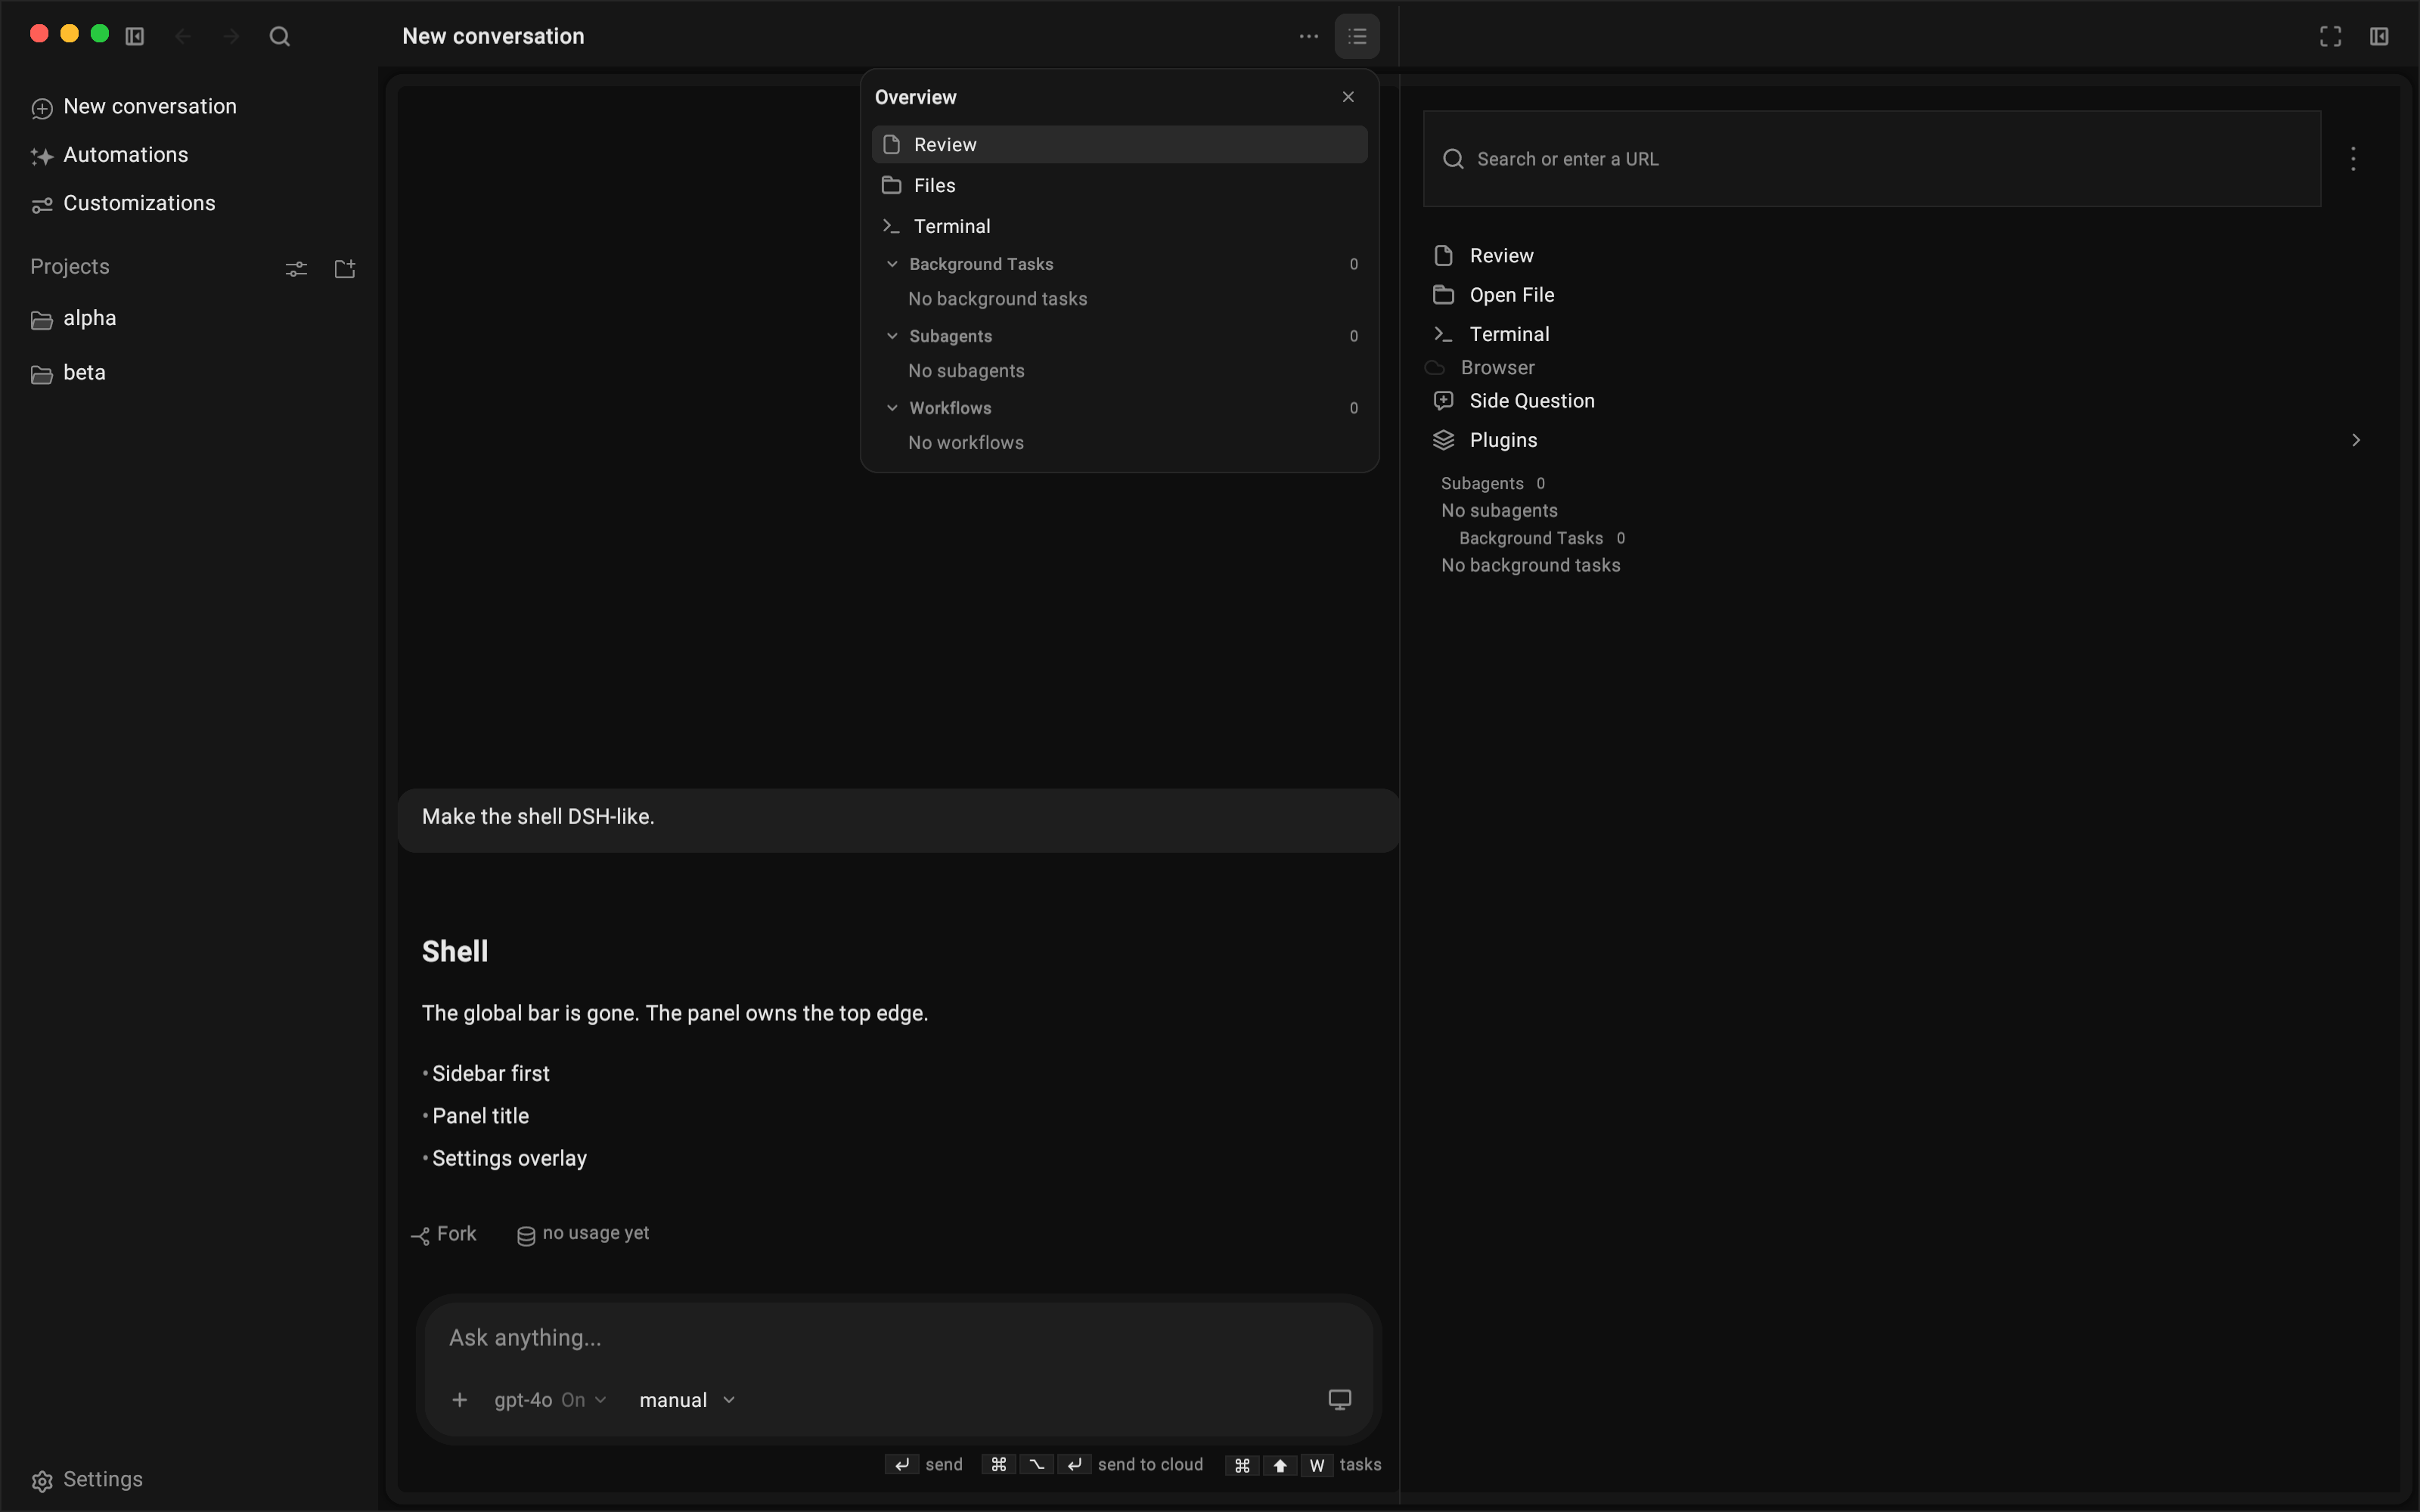 New conversation
New conversation
Automations
Customizations
Projects
alpha
beta
Settings
Overview
Review
Files
Terminal
Background Tasks 0
No background tasks
Subagents 0
No subagents
Workflows 0
No workflows
Make the shell DSH-like.
Shell
The global bar is gone. The panel owns the top edge.
• Sidebar first
• Panel title
• Settings overlay
Fork no usage yet
Ask anything...
gpt-4o On manual
↵ send ⌘ ⌥ ↵ send to cloud ⌘ ⬆ W tasks
Search or enter a URL
Review
Open File
Terminal
Browser
Side Question
Plugins
Subagents 0
No subagents
Background Tasks 0
No background tasks